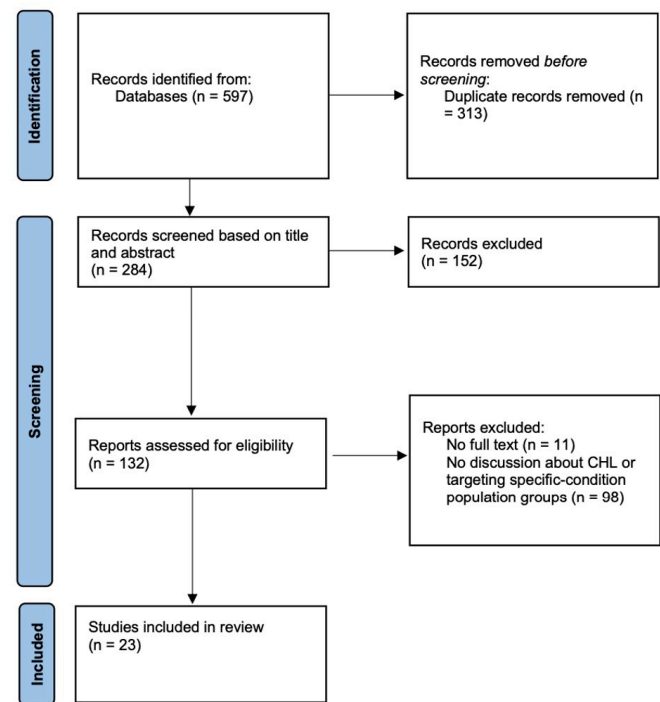 Identification
Records identified from:
Databases (n = 597)
Records removed before
screening:
Duplicate records removed (n
= 313)
Screening
Records screened based on title
and abstract
(n = 284)
Records excluded
(n = 152)
Reports assessed for eligibility
(n = 132)
Reports excluded:
No full text (n = 11)
No discussion about CHL or
targeting specific-condition
population groups (n = 98)
Included
Studies included in review
(n = 23)